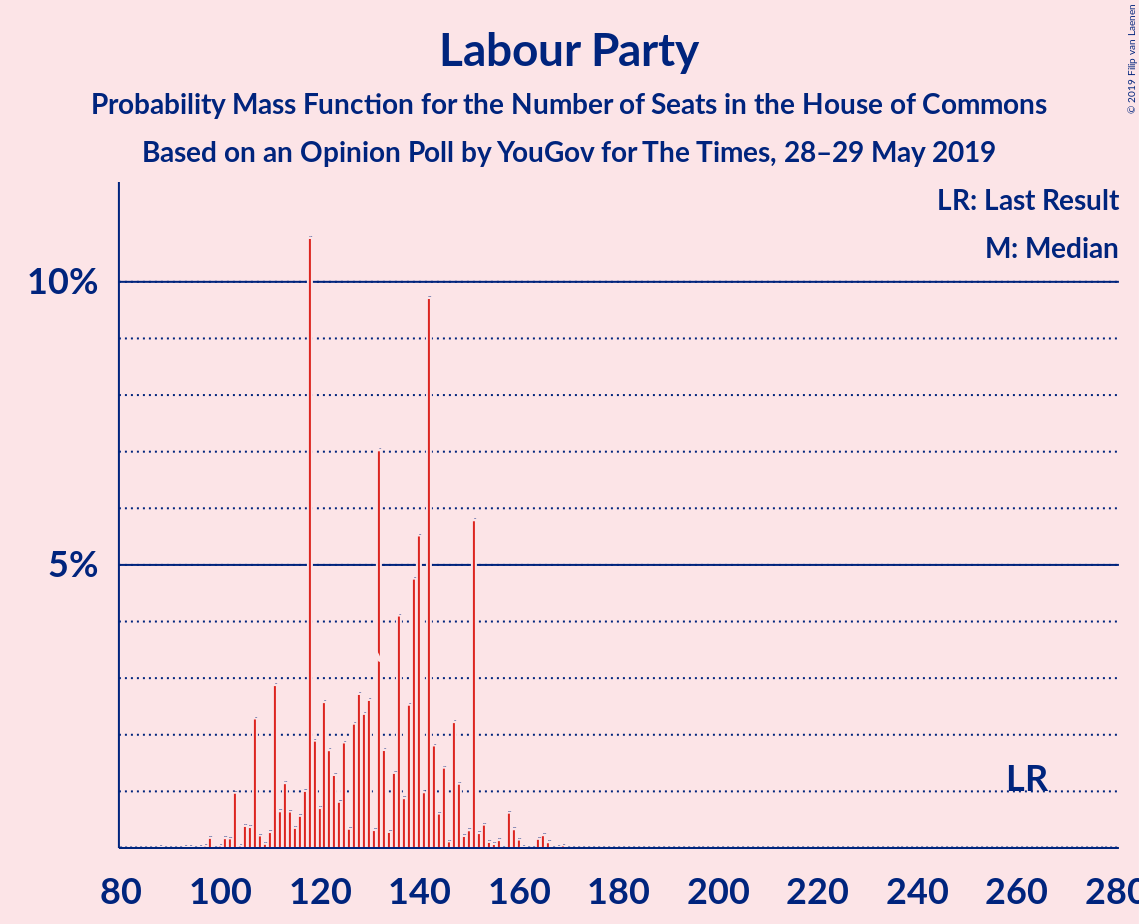 Labour Party
Probability Mass Function for the Number of Seats in the House of Commons
Based on an Opinion Poll by YouGov for The Times, 28–29 May 2019
© 2019 Filip van Laenen
LR: Last Result
M: Median
10%
5%
LR
80 100 120 140 160 180 200 220 240 260 280